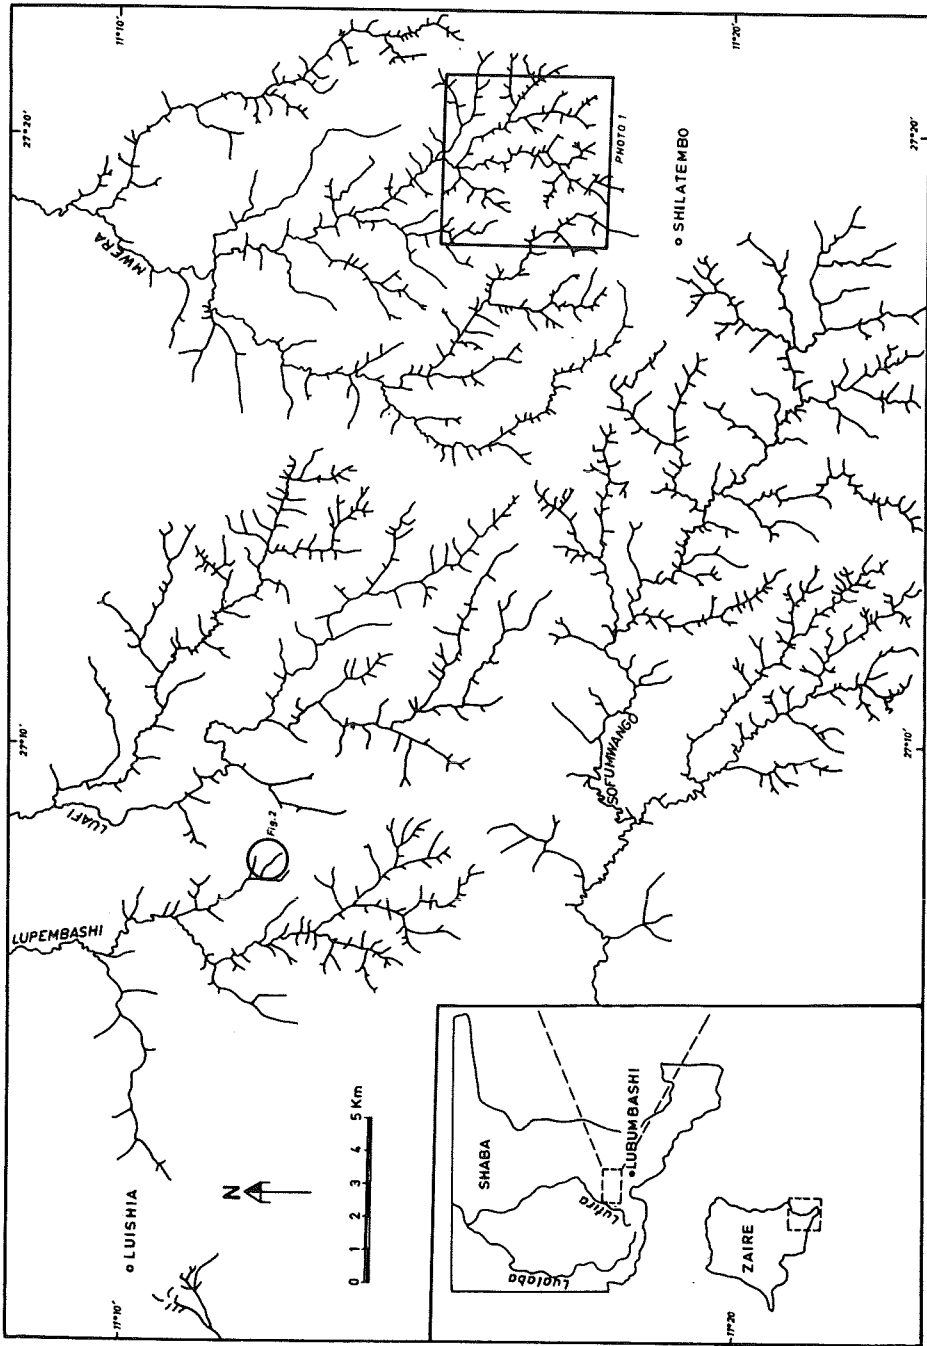 11°10′
11°20′
27°20′
27°20′
PHOTO 1
SHILATEMBO
MWERA
27°10′
27°10′
LUAFI
SOFUMWANGO
Fig.2
LUPEMBASHI
LUISHIA
N
0 1 2 3 4 5 Km
11°10′
11°20′
SHABA
LUBUMBASHI
Lufira
Lualaba
ZAIRE